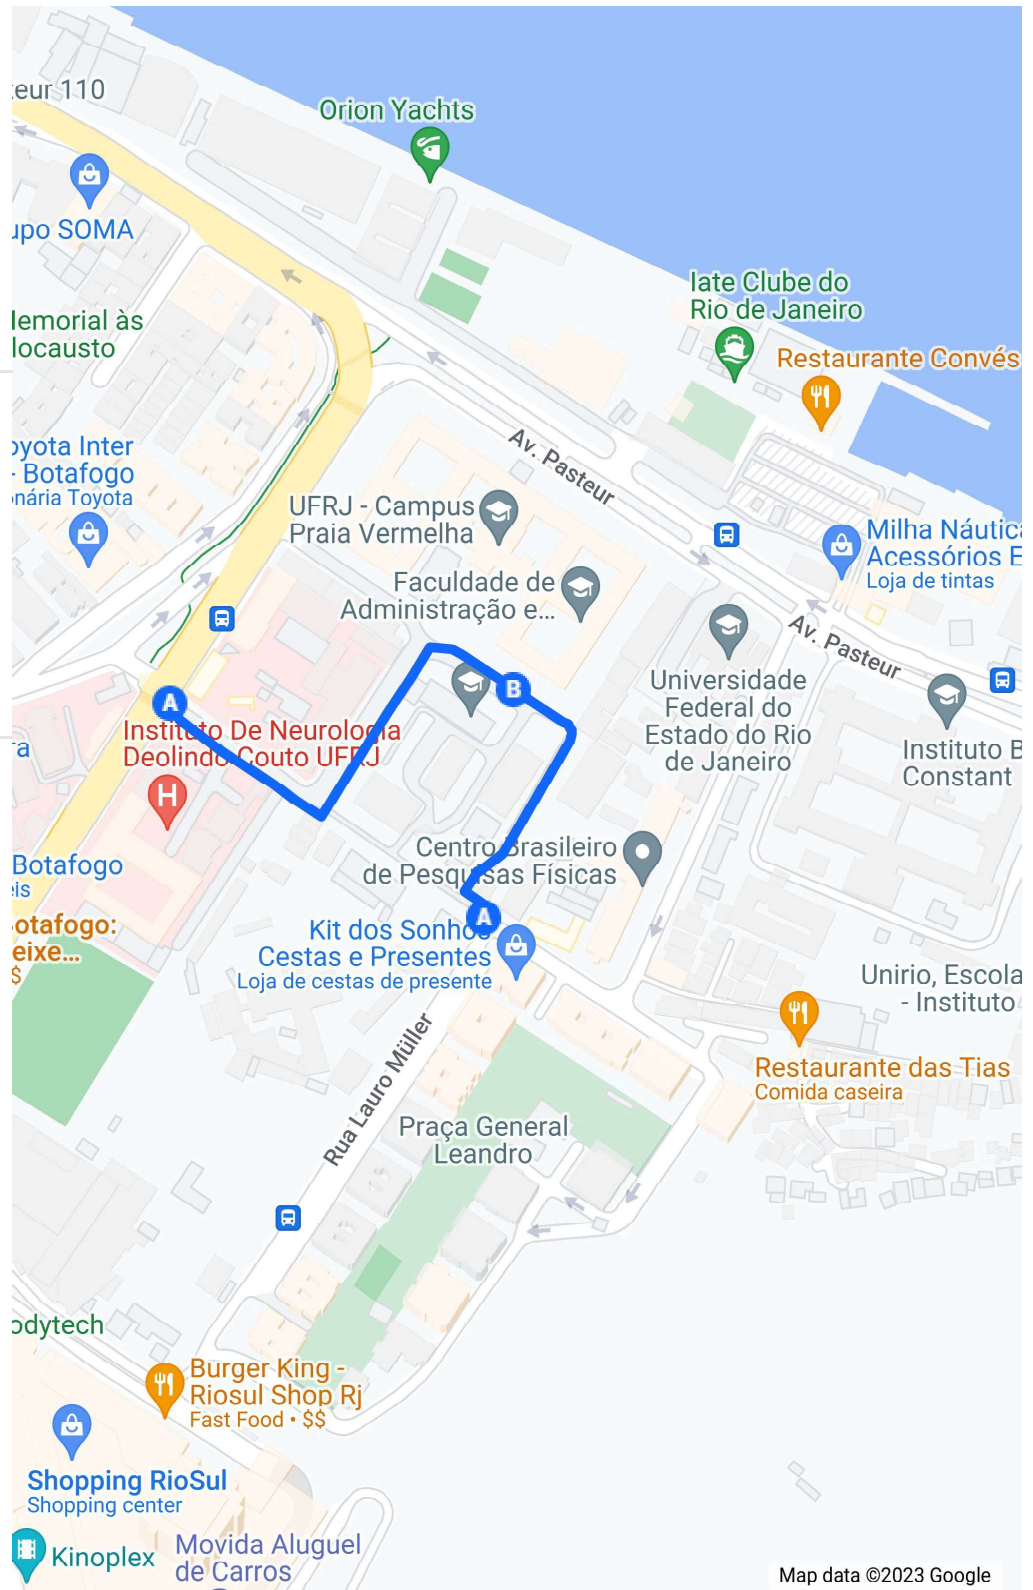 eur 110
Orion Yachts
upo SOMA
Iate Clube do
Rio de Janeiro
lemorial às
locausto
Restaurante Convés
oyota Inter
- Botafogo
onária Toyota
Av. Pasteur
UFRJ - Campus
Praia Vermelha
Milha Náutica
Acessórios E
Loja de tintas
Faculdade de
Administração e...
Av. Pasteur
Universidade
Federal do
Estado do Rio
de Janeiro
A
B
Instituto De Neurologia
Deolindo Couto UFRJ
H
ra
Instituto B
Constant
Centro Brasileiro
de Pesquisas Físicas
Botafogo
eis
A
otafogo:
eixe...
$
Kit dos Sonhos
Cestas e Presentes
Loja de cestas de presente
Unirio, Escola
- Instituto
Rua Lauro Müller
Restaurante das Tias
Comida caseira
Praça General
Leandro
odytech
Burger King -
Riosul Shop Rj
Fast Food • $$
Shopping RioSul
Shopping center
Kinoplex
Movida Aluguel
de Carros
Map data ©2023 Google